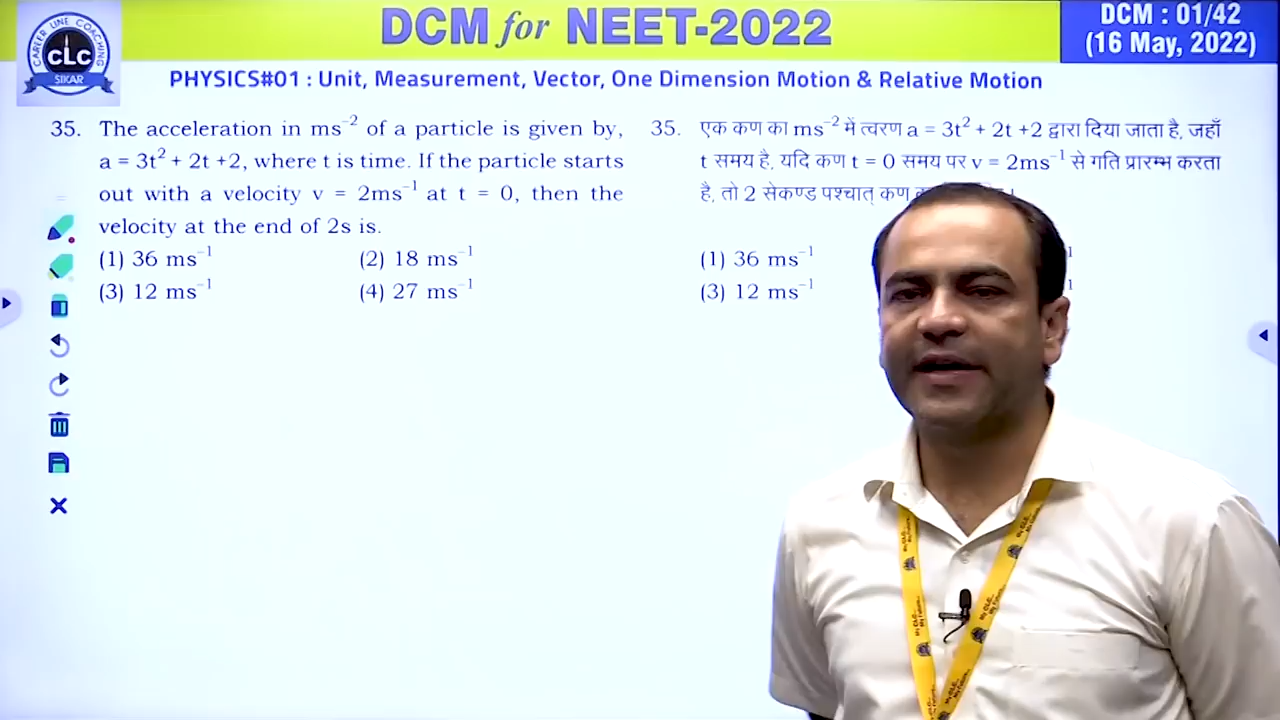 DCM for NEET-2022
DCM : 01/42
(16 May, 2022)
CAREER LINE COACHING
CLC
SIKAR
PHYSICS#01 : Unit, Measurement, Vector, One Dimension Motion & Relative Motion
35. The acceleration in ms⁻² of a particle is given by,
a = 3t² + 2t +2, where t is time. If the particle starts
out with a velocity v = 2ms⁻¹ at t = 0, then the
velocity at the end of 2s is.
(1) 36 ms⁻¹ (2) 18 ms⁻¹
(3) 12 ms⁻¹ (4) 27 ms⁻¹
35. एक कण का ms⁻² में त्वरण a = 3t² + 2t +2 द्वारा दिया जाता है, जहाँ
t समय है, यदि कण t = 0 समय पर v = 2ms⁻¹ से गति प्रारम्भ करता
है, तो 2 सेकण्ड पश्चात् कण
(1) 36 ms⁻¹
(3) 12 ms⁻¹